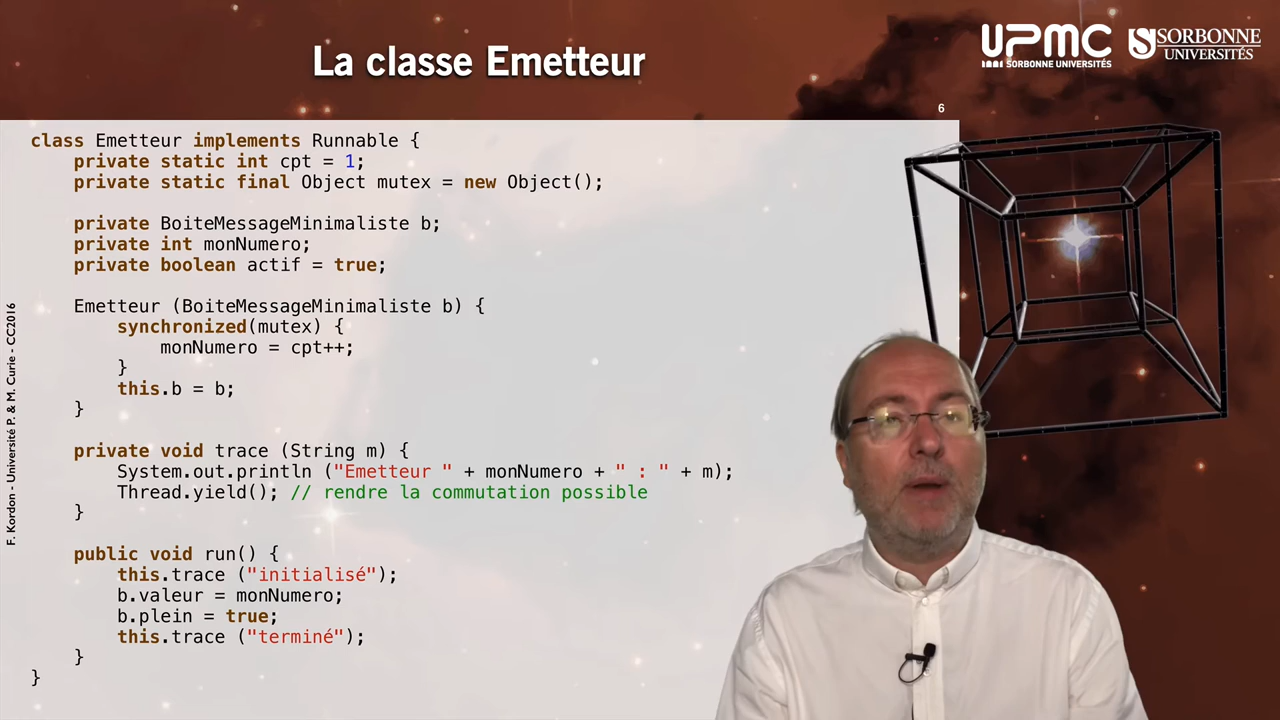 La classe Emetteur
UPMC
SORBONNE UNIVERSITÉS
SORBONNE
UNIVERSITÉS
6
class Emetteur implements Runnable {
    private static int cpt = 1;
    private static final Object mutex = new Object();
    private BoiteMessageMinimaliste b;
    private int monNumero;
    private boolean actif = true;
    Emetteur (BoiteMessageMinimaliste b) {
        synchronized(mutex) {
            monNumero = cpt++;
        }
        this.b = b;
    }
    private void trace (String m) {
        System.out.println ("Emetteur " + monNumero + " : " + m);
        Thread.yield(); // rendre la commutation possible
    }
    public void run() {
        this.trace ("initialisé");
        b.valeur = monNumero;
        b.plein = true;
        this.trace ("terminé");
    }
}
F. Kordon - Université P. & M. Curie - CC2016